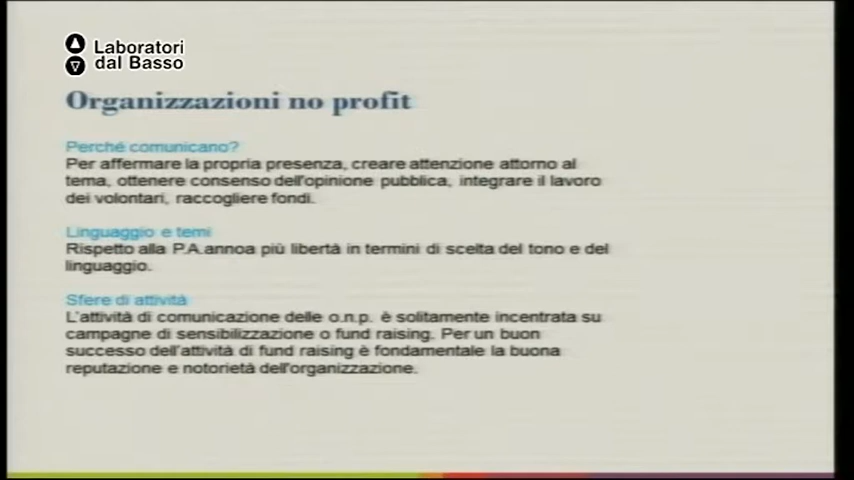 Laboratori
dal Basso
Organizzazioni no profit
Perché comunicano?
Per affermare la propria presenza, creare attenzione attorno al
tema, ottenere consenso dell'opinione pubblica, integrare il lavoro
dei volontari, raccogliere fondi.
Linguaggio e temi
Rispetto alla P.A.annoa più libertà in termini di scelta del tono e del
linguaggio.
Sfere di attività
L'attività di comunicazione delle o.n.p. è solitamente incentrata su
campagne di sensibilizzazione o fund raising. Per un buon
successo dell'attività di fund raising è fondamentale la buona
reputazione e notorietà dell'organizzazione.